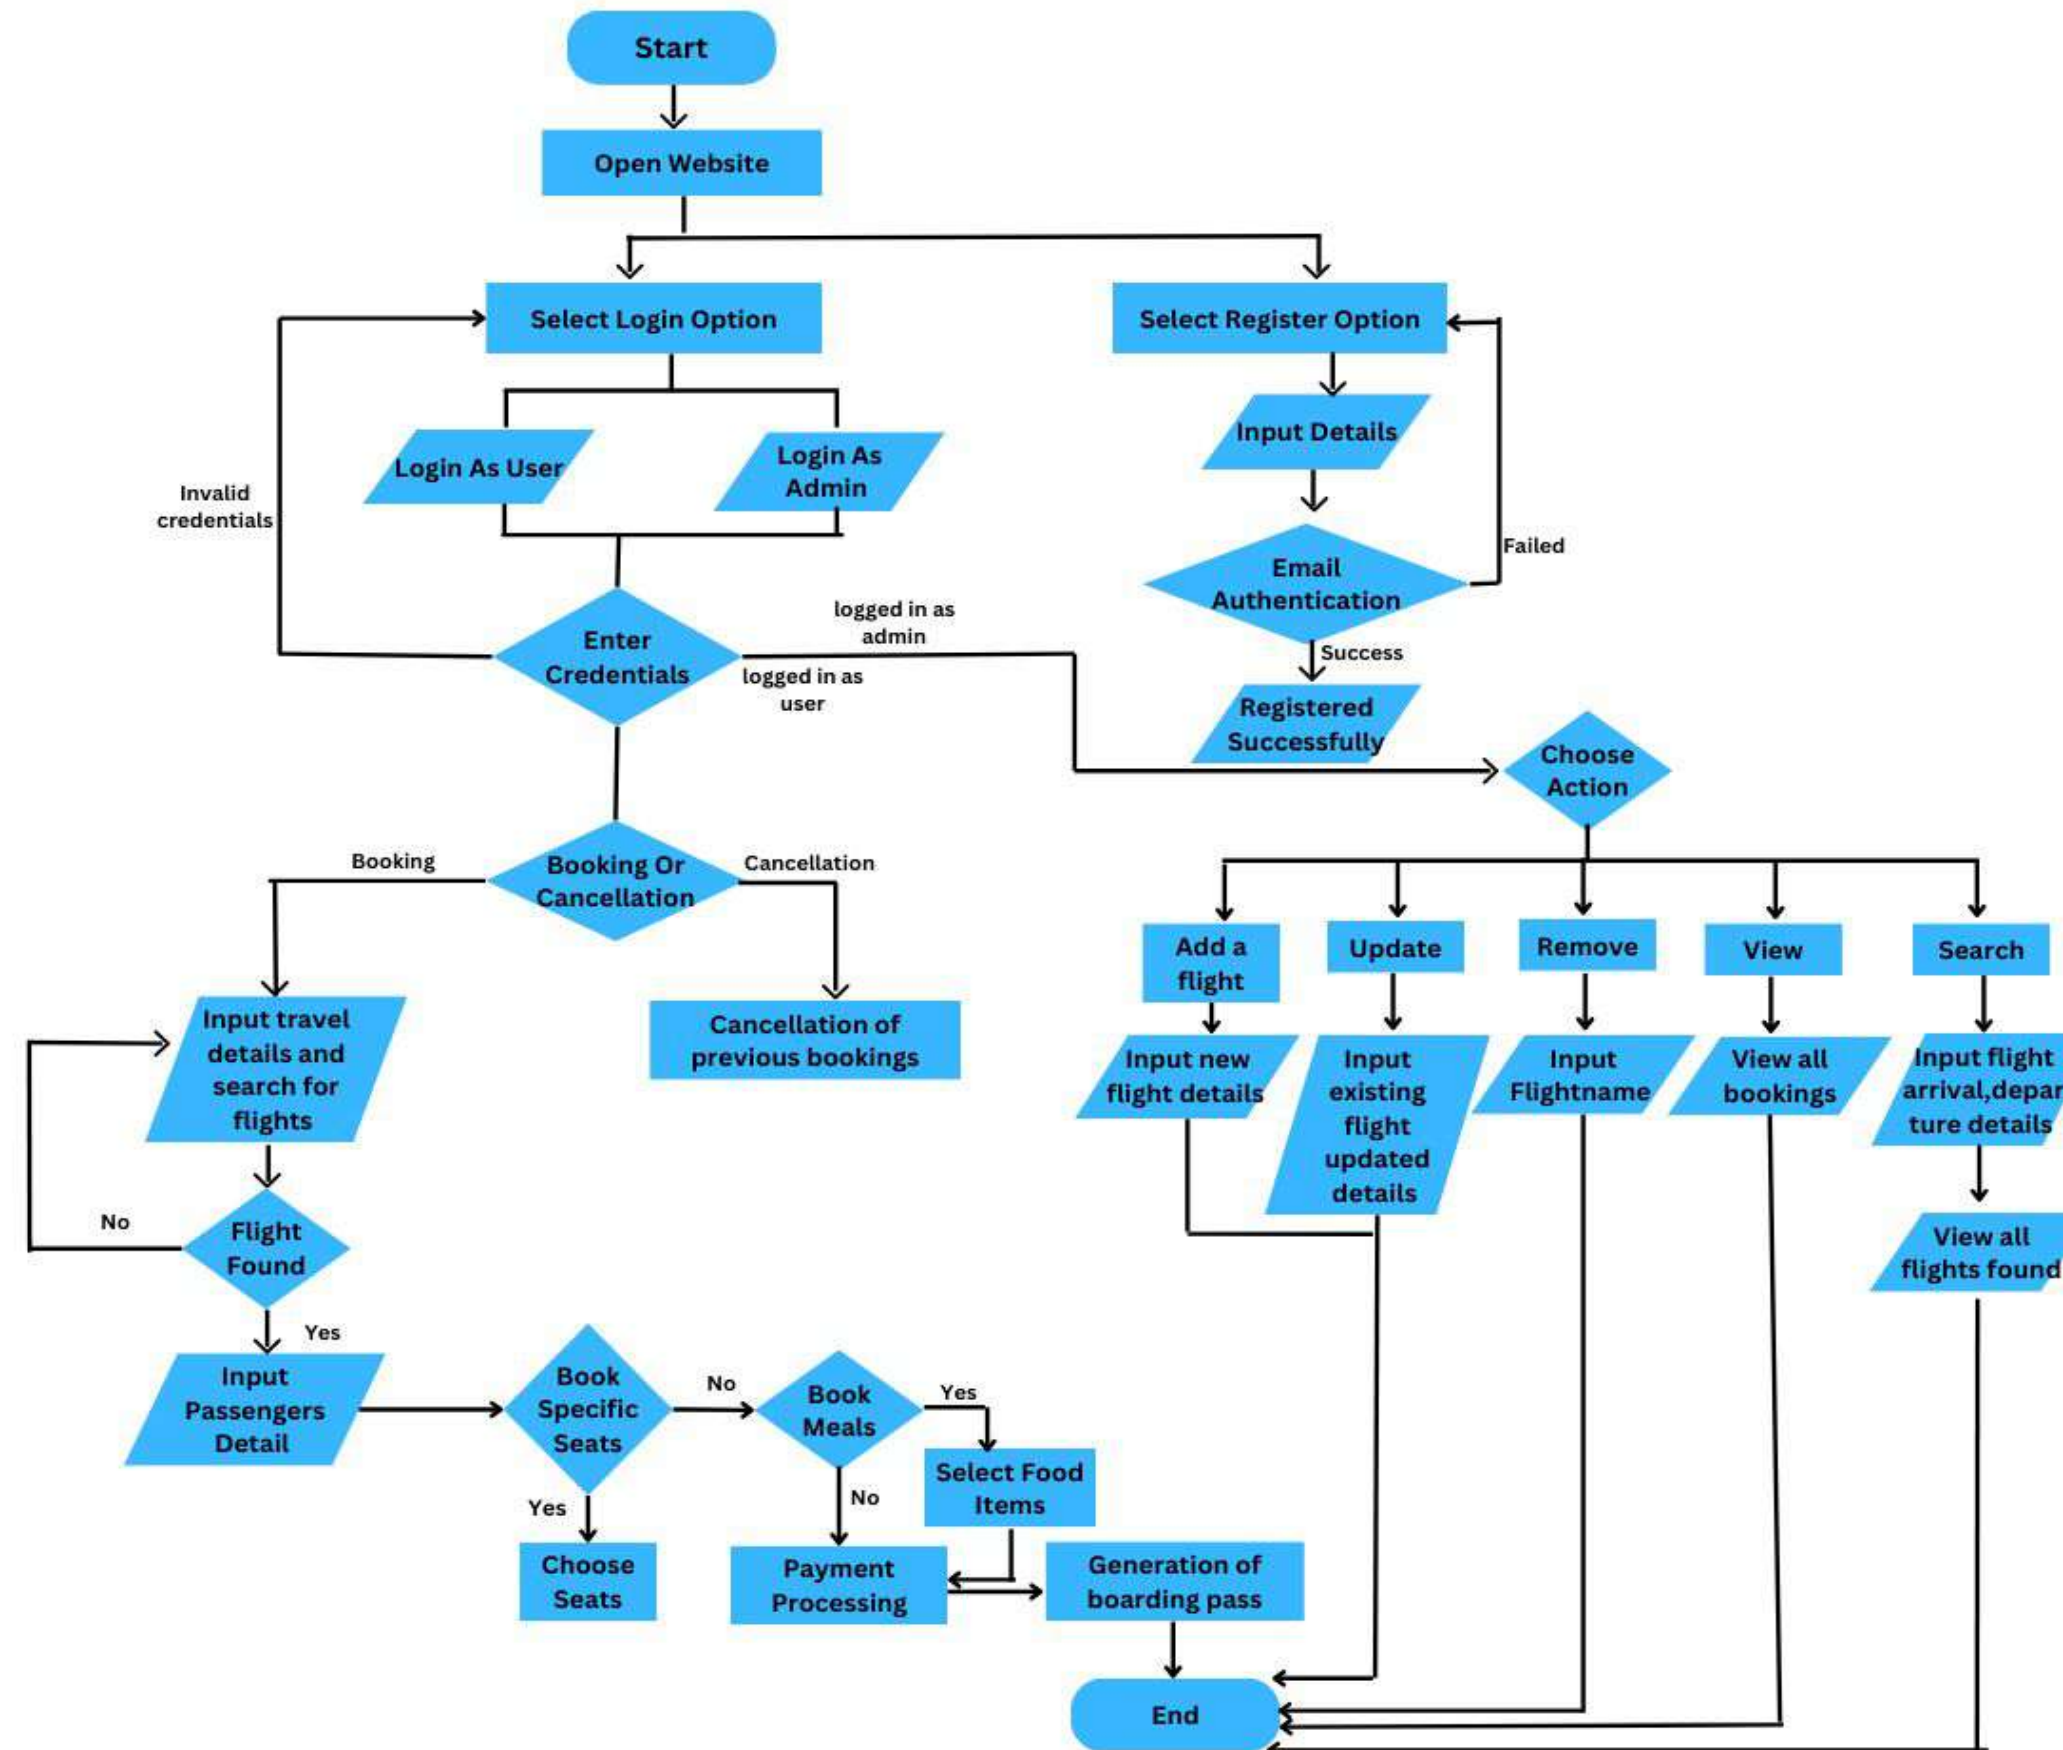 Start
Open Website
Select Login Option
Select Register Option
Login As User
Login As
Admin
Input Details
Invalid
credentials
Email
Authentication
Failed
Success
Enter
Credentials
logged in as
admin
logged in as
user
Registered
Successfully
Choose
Action
Booking
Booking Or
Cancellation
Cancellation
Add a
flight
Update
Remove
View
Search
Input travel
details and
search for
flights
Cancellation of
previous bookings
Input new
flight details
Input
existing
flight
updated
details
Input
Flightname
View all
bookings
Input flight
arrival,depar
ture details
View all
flights found
No
Flight
Found
Yes
Input
Passengers
Detail
Book
Specific
Seats
No
Book
Meals
Yes
Select Food
Items
Yes
No
Choose
Seats
Payment
Processing
Generation of
boarding pass
End